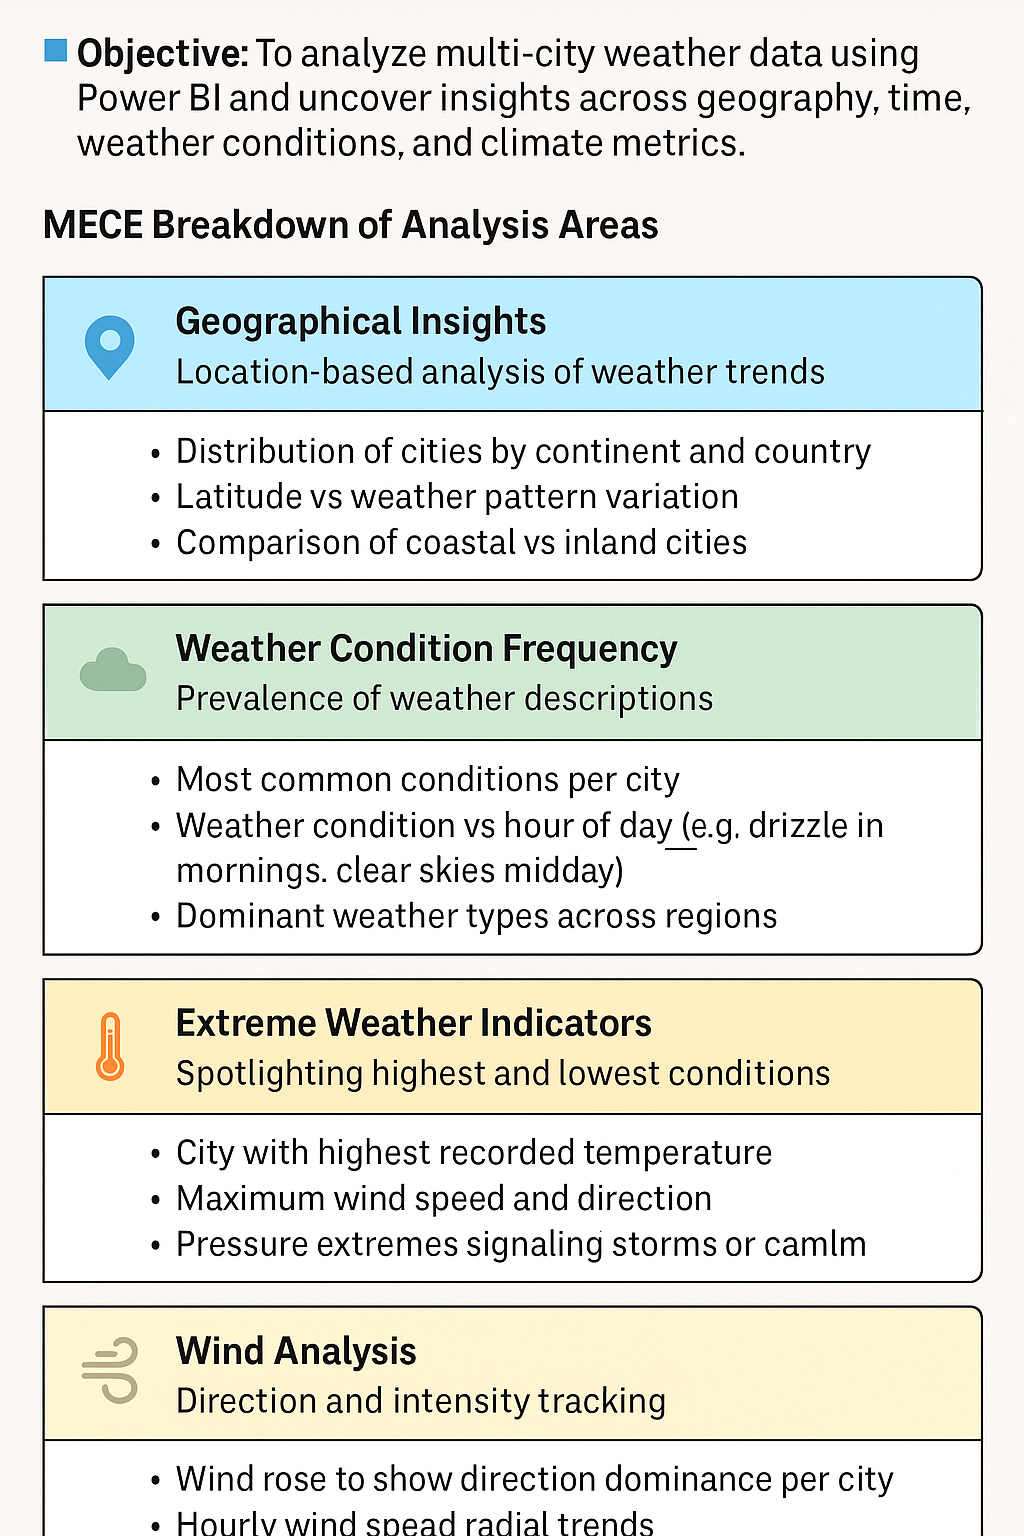 Objective: To analyze multi-city weather data using
Power BI and uncover insights across geography, time,
weather conditions, and climate metrics.
MECE Breakdown of Analysis Areas
Geographical Insights
Location-based analysis of weather trends
• Distribution of cities by continent and country
• Latitude vs weather pattern variation
• Comparison of coastal vs inland cities
Weather Condition Frequency
Prevalence of weather descriptions
• Most common conditions per city
• Weather condition vs hour of day (e.g. drizzle in
mornings. clear skies midday)
• Dominant weather types across regions
Extreme Weather Indicators
Spotlighting highest and lowest conditions
• City with highest recorded temperature
• Maximum wind speed and direction
• Pressure extremes signaling storms or camlm
Wind Analysis
Direction and intensity tracking
• Wind rose to show direction dominance per city
• Hourly wind spead radial trends